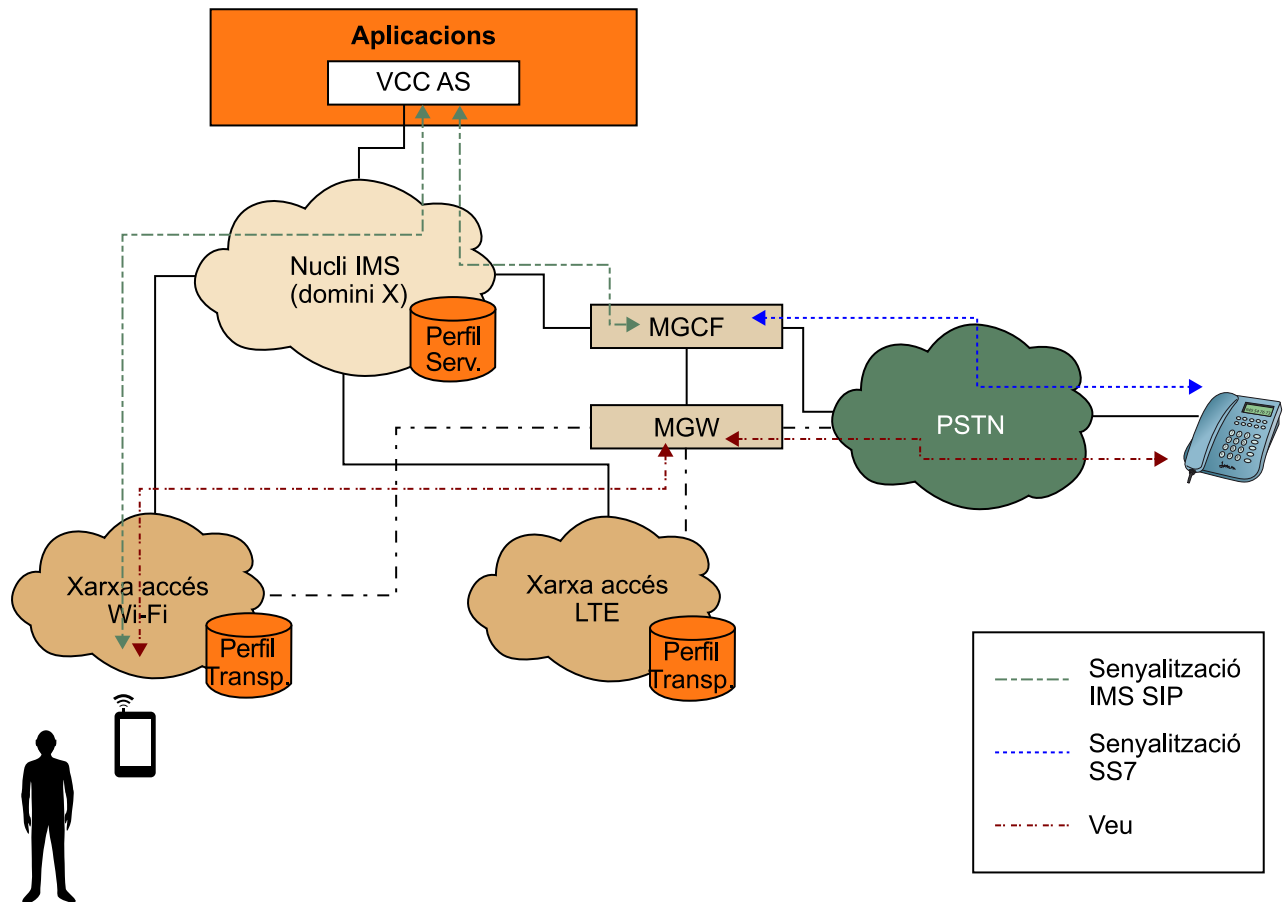 Aplicacions
VCC AS
Nucli IMS
(domini X)
Perfil
Serv.
MGCF
MGW
PSTN
Xarxa accés
Wi-Fi
Perfil
Transp.
Xarxa accés
LTE
Perfil
Transp.
Senyalització
IMS SIP
Senyalització
SS7
Veu